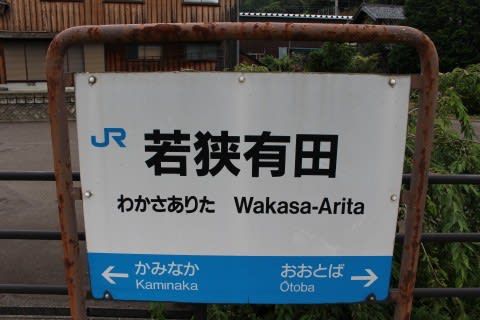 JR 若狭有田
わかさありた Wakasa-Arita
← かみなか おおとば →
Kaminaka Ōtoba